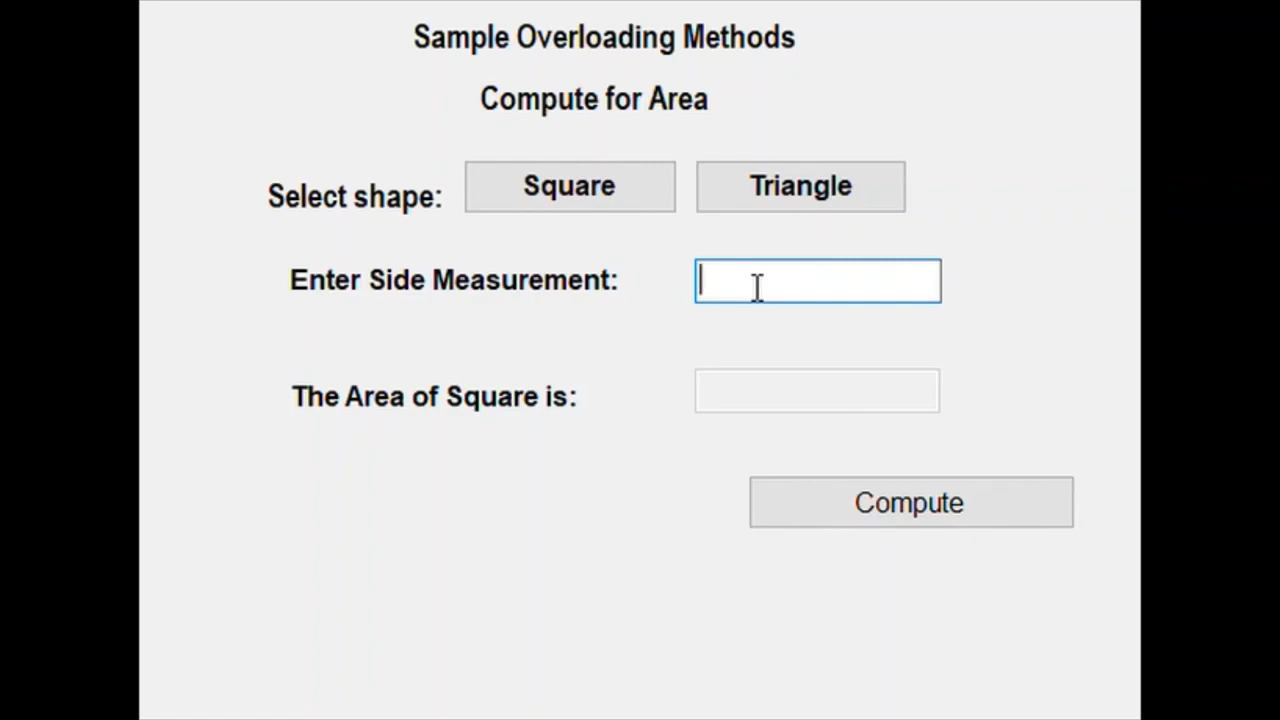 Sample Overloading Methods
Compute for Area
Select shape: Square Triangle
Enter Side Measurement:
The Area of Square is:
Compute